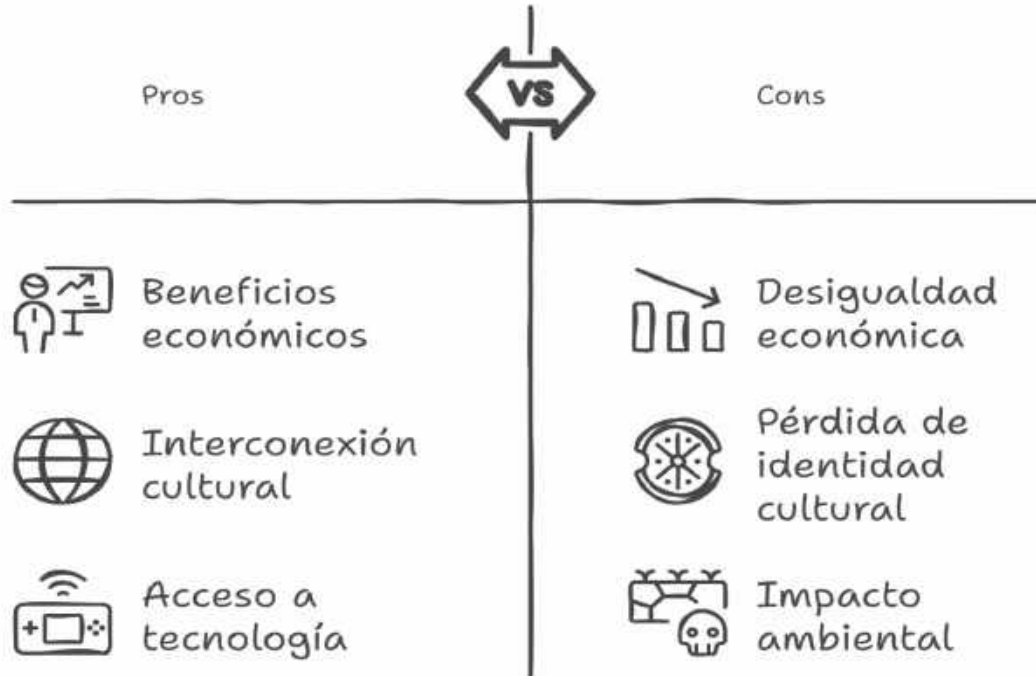 Pros
VS
Cons
Beneficios
económicos
Desigualdad
económica
Interconexión
cultural
Pérdida de
identidad
cultural
Acceso a
tecnología
Impacto
ambiental